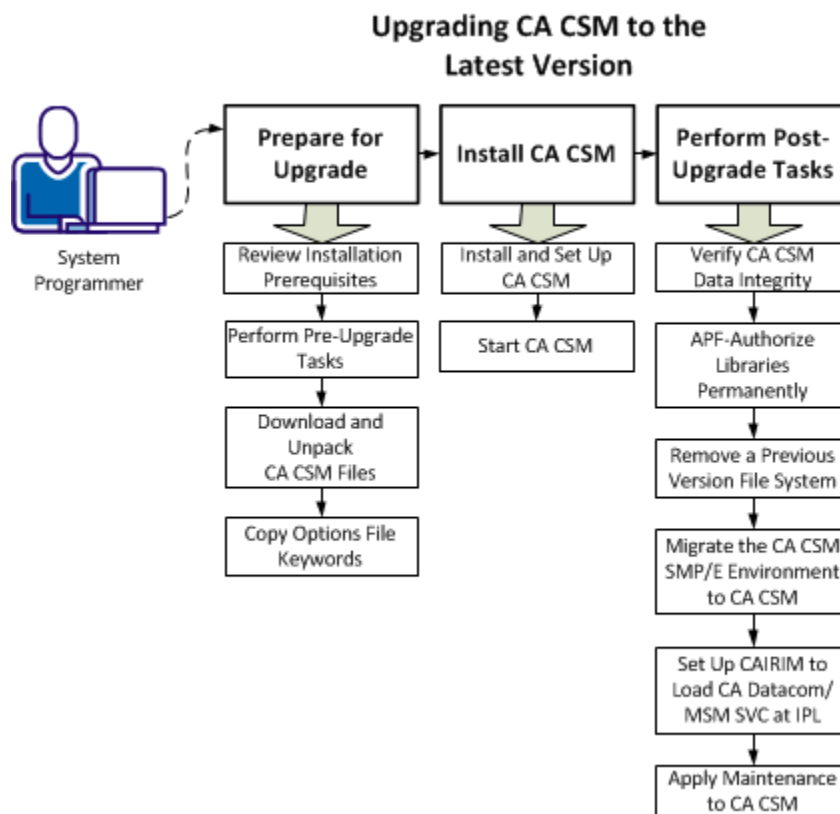 Upgrading CA CSM to the
Latest Version
System
Programmer
Prepare for
Upgrade
Review Installation
Prerequisites
Perform Pre-Upgrade
Tasks
Download and
Unpack
CA CSM Files
Copy Options File
Keywords
Install CA CSM
Install and Set Up
CA CSM
Start CA CSM
Perform Post-
Upgrade Tasks
Verify CA CSM
Data Integrity
APF-Authorize
Libraries
Permanently
Remove a Previous
Version File System
Migrate the CA CSM
SMP/E Environment
to CA CSM
Set Up CAIRIM to
Load CA Datacom/
MSM SVC at IPL
Apply Maintenance
to CA CSM